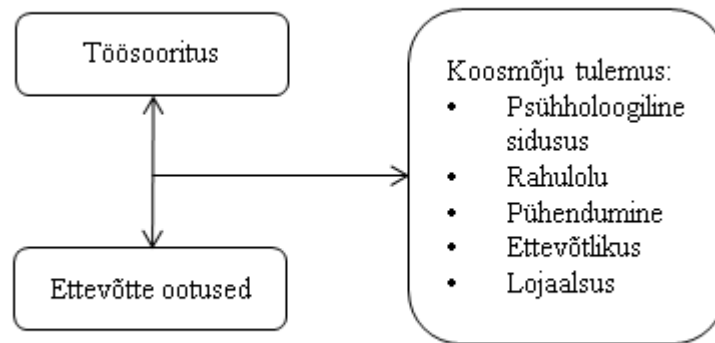 Töösooritus
Ettevõtte ootused
Koosmõju tulemus:
• Psühholoogiline
sidusus
• Rahulolu
• Pühendumine
• Ettevõtlikus
• Lojaalsus